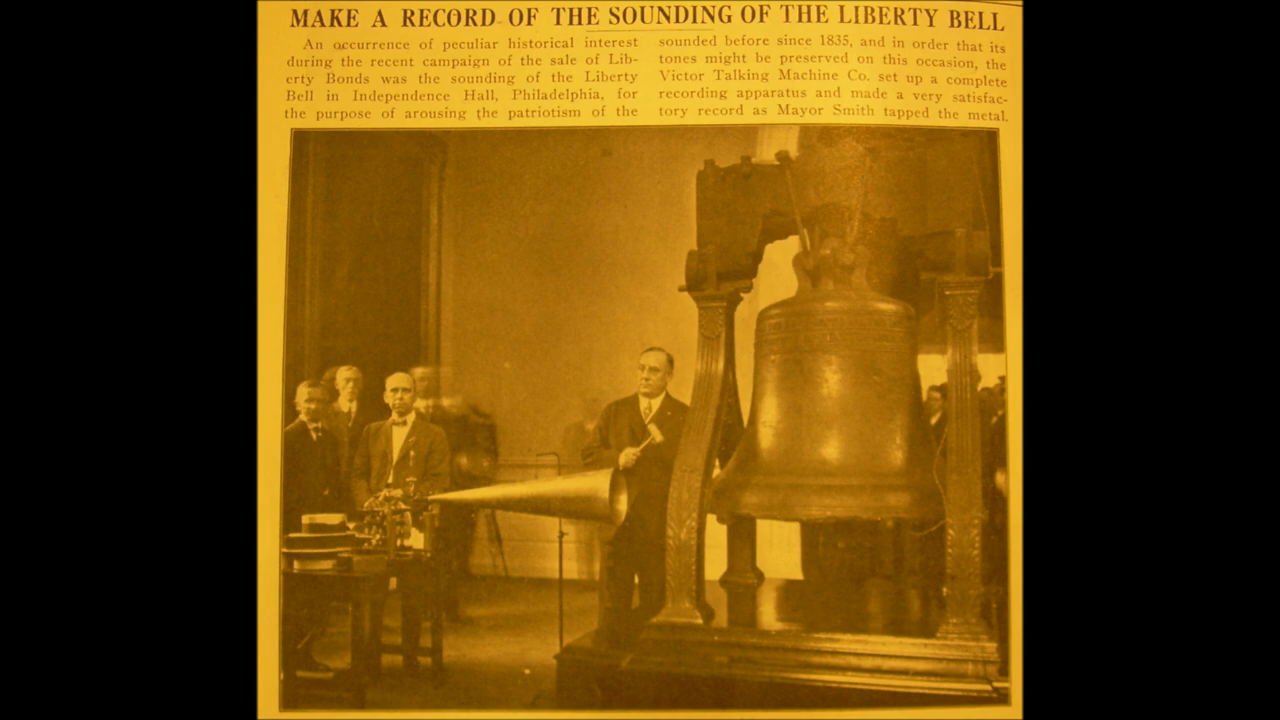 MAKE A RECORD OF THE SOUNDING OF THE LIBERTY BELL
An occurrence of peculiar historical interest
during the recent campaign of the sale of Lib-
erty Bonds was the sounding of the Liberty
Bell in Independence Hall, Philadelphia, for
the purpose of arousing the patriotism of the
sounded before since 1835, and in order that its
tones might be preserved on this occasion, the
Victor Talking Machine Co. set up a complete
recording apparatus and made a very satisfac-
tory record as Mayor Smith tapped the metal.